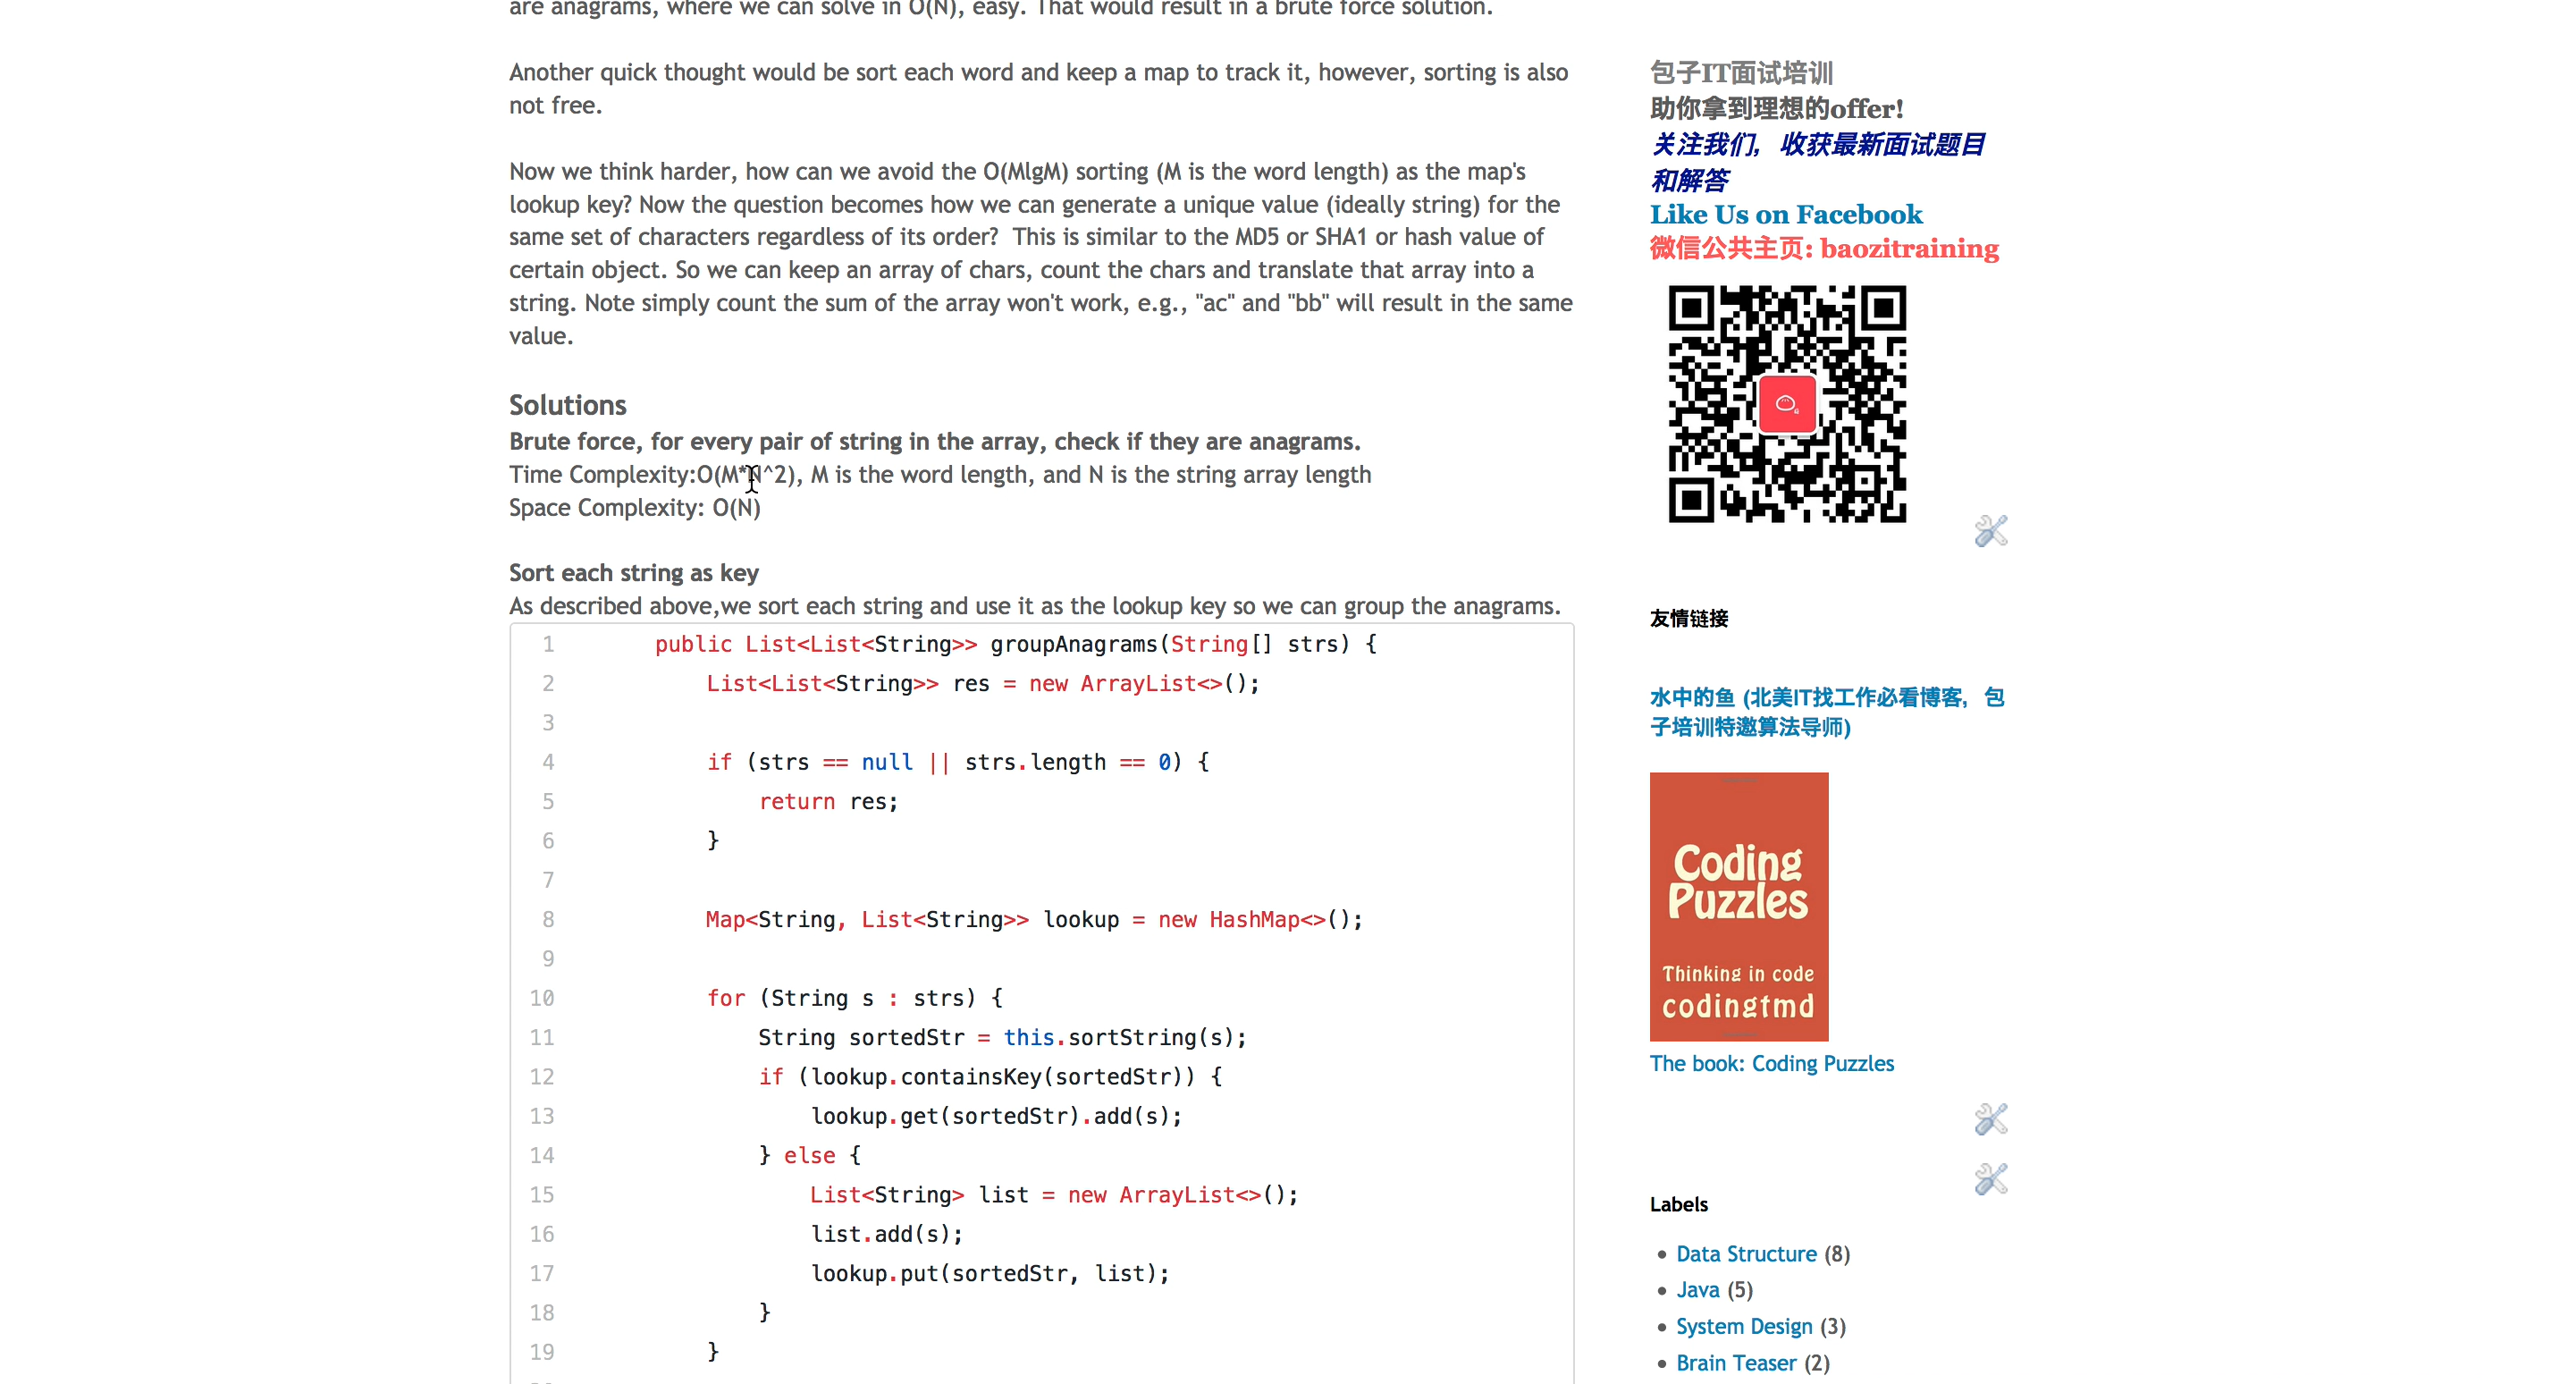 are anagrams, where we can solve in O(N), easy. That would result in a brute force solution.
Another quick thought would be sort each word and keep a map to track it, however, sorting is also
not free.
Now we think harder, how can we avoid the O(MlgM) sorting (M is the word length) as the map's
lookup key? Now the question becomes how we can generate a unique value (ideally string) for the
same set of characters regardless of its order?  This is similar to the MD5 or SHA1 or hash value of
certain object. So we can keep an array of chars, count the chars and translate that array into a
string. Note simply count the sum of the array won't work, e.g., "ac" and "bb" will result in the same
value.
Solutions
Brute force, for every pair of string in the array, check if they are anagrams.
Time Complexity:O(M*N^2), M is the word length, and N is the string array length
Space Complexity: O(N)
Sort each string as key
As described above,we sort each string and use it as the lookup key so we can group the anagrams.
1 public List<List<String>> groupAnagrams(String[] strs) {
2 List<List<String>> res = new ArrayList<>();
3
4 if (strs == null || strs.length == 0) {
5 return res;
6 }
7
8 Map<String, List<String>> lookup = new HashMap<>();
9
10 for (String s : strs) {
11 String sortedStr = this.sortString(s);
12 if (lookup.containsKey(sortedStr)) {
13 lookup.get(sortedStr).add(s);
14 } else {
15 List<String> list = new ArrayList<>();
16 list.add(s);
17 lookup.put(sortedStr, list);
18 }
19 }
包子IT面试培训
助你拿到理想的offer!
关注我们，收获最新面试题目
和解答
Like Us on Facebook
微信公共主页: baozitraining
友情链接
水中的鱼 (北美IT找工作必看博客，包
子培训特邀算法导师)
Coding
Puzzles
Thinking in code
codingtmd
The book: Coding Puzzles
Labels
Data Structure (8)
Java (5)
System Design (3)
Brain Teaser (2)